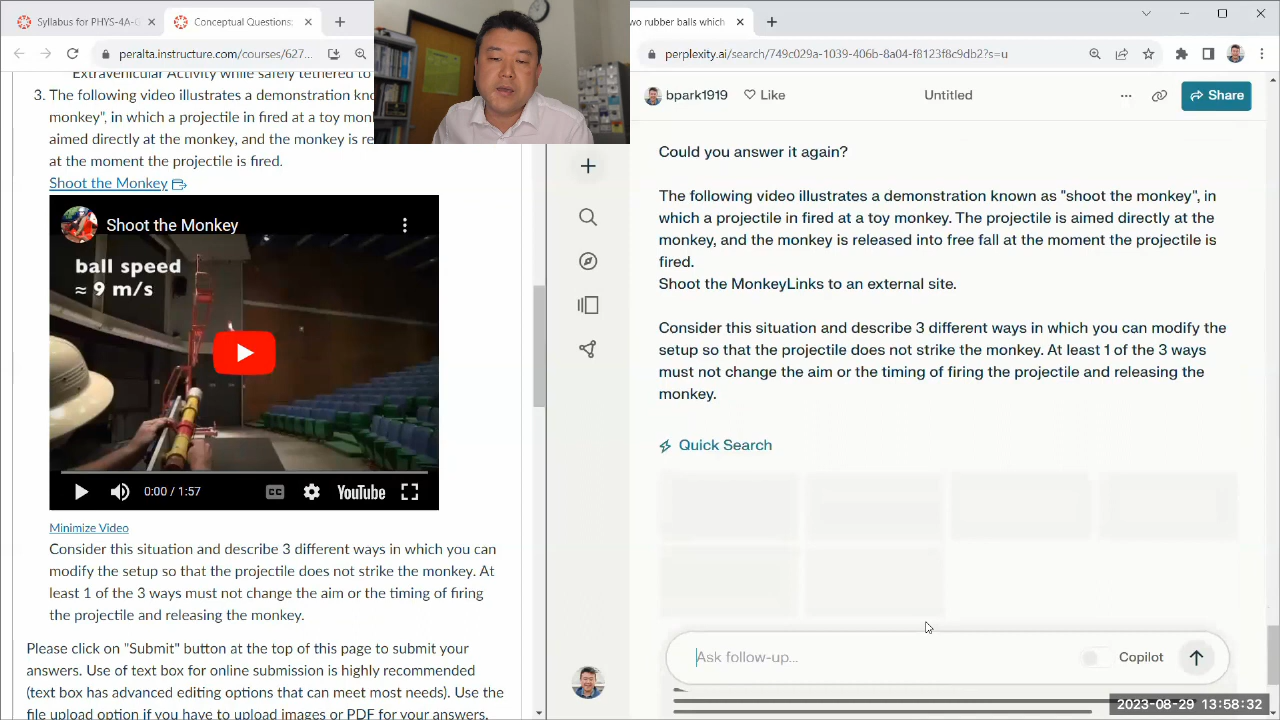 Syllabus for PHYS-4A-
Conceptual Questions:
wo rubber balls which
peralta.instructure.com/courses/627...
perplexity.ai/search/749c029a-1039-406b-8a04-f8123f8c9db2?s=u
Extravehicular Activity while safely tethered to
3. The following video illustrates a demonstration kno
monkey", in which a projectile in fired at a toy mon
aimed directly at the monkey, and the monkey is re
at the moment the projectile is fired.
Shoot the Monkey
Shoot the Monkey
ball speed
≈ 9 m/s
0:00 / 1:57
CC
YouTube
Minimize Video
Consider this situation and describe 3 different ways in which you can
modify the setup so that the projectile does not strike the monkey. At
least 1 of the 3 ways must not change the aim or the timing of firing
the projectile and releasing the monkey.
Please click on "Submit" button at the top of this page to submit your
answers. Use of text box for online submission is highly recommended
(text box has advanced editing options that can meet most needs). Use the
file upload option if you have to upload images or PDF for your answers.
bpark1919
Like
Untitled
Share
Could you answer it again?
The following video illustrates a demonstration known as "shoot the monkey", in
which a projectile in fired at a toy monkey. The projectile is aimed directly at the
monkey, and the monkey is released into free fall at the moment the projectile is
fired.
Shoot the MonkeyLinks to an external site.
Consider this situation and describe 3 different ways in which you can modify the
setup so that the projectile does not strike the monkey. At least 1 of the 3 ways
must not change the aim or the timing of firing the projectile and releasing the
monkey.
Quick Search
Ask follow-up...
Copilot
2023-08-29 13:58:32